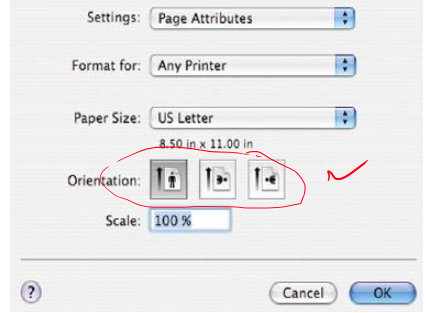 Settings: Page Attributes
Format for: Any Printer
Paper Size: US Letter
8.50 in x 11.00 in
Orientation:
Scale: 100 %
? Cancel OK